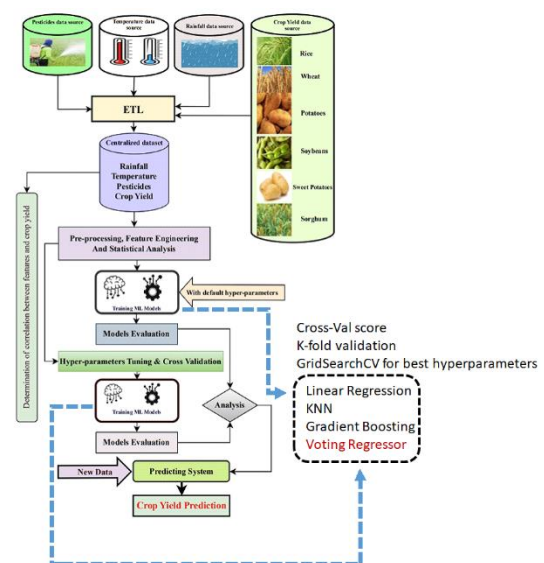 Pesticides data
source
Temperature data
source
Rainfall data
source
Crop Yield data
source
Rice
Wheat
Potatoes
Soybeans
Sweet Potatoes
Sorghum
ETL
Centralized dataset
Rainfall
Temperature
Pesticides
Crop Yield
Determination of correlation between features and crop yield
Pre-processing, Feature Engineering
And Statistical Analysis
Training ML Models
With default hyper-parameters
Models Evaluation
Hyper-parameters Tuning & Cross Validation
Training ML Models
Analysis
Models Evaluation
New Data
Predicting System
Crop Yield Prediction
Cross-Val score
K-fold validation
GridSearchCV for best hyperparameters
Linear Regression
KNN
Gradient Boosting
Voting Regressor